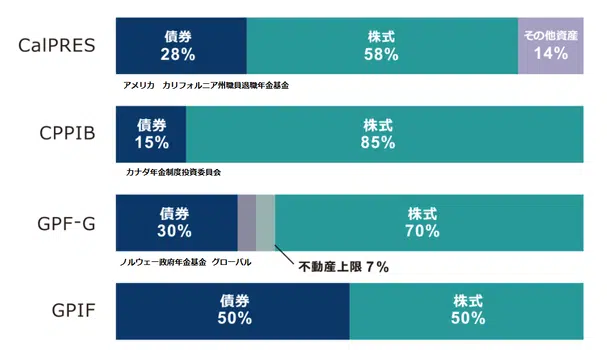 CalPRES
債券
28%
株式
58%
その他資産
14%
アメリカ　カリフォルニア州職員退職年金基金
CPPIB
債券
15%
株式
85%
カナダ年金制度投資委員会
GPF-G
債券
30%
株式
70%
ノルウェー政府年金基金　グローバル
不動産上限 7%
GPIF
債券
50%
株式
50%